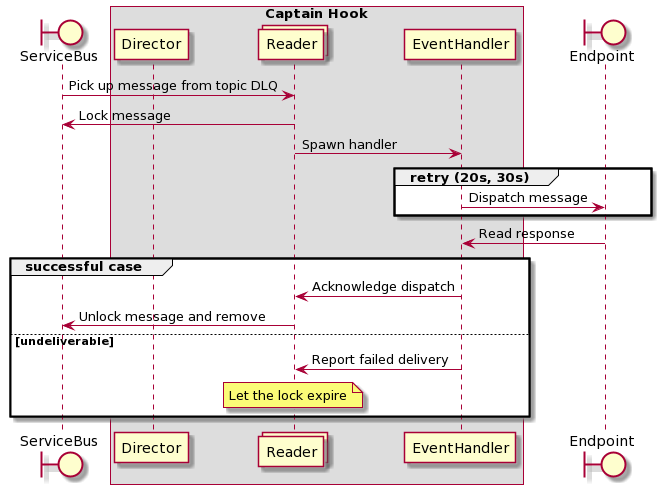 Captain Hook
ServiceBus
Director
Reader
EventHandler
Endpoint
Pick up message from topic DLQ
Lock message
Spawn handler
retry (20s, 30s)
Dispatch message
Read response
successful case
Acknowledge dispatch
Unlock message and remove
[undeliverable]
Report failed delivery
Let the lock expire
ServiceBus
Director
Reader
EventHandler
Endpoint